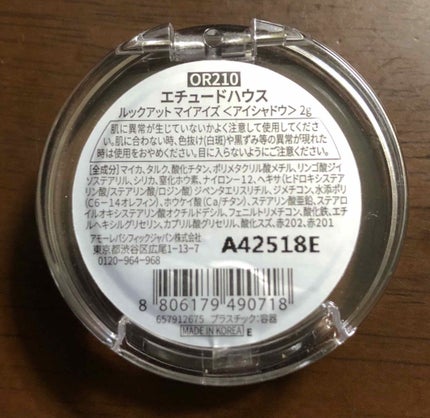 OR210
エチュードハウス
ルックアット マイアイズ ＜アイシャドウ＞ 2g
肌に異常が生じていないかよく注意して使用してくださ
い。肌に合わない時、色抜け(白斑)や黒ずみ等の異常が現れた
時は使用をおやめください。目に入らないようにご注意下さい。
[全成分]マイカ、タルク、酸化チタン、ポリメタクリル酸メチル、リンゴ酸ジイ
ソステアリル、シリカ、窒化ホウ素、ナイロン-12、ヘキサ(ヒドロキシステアリ
ン酸/ステアリン酸/ロジン酸)ジペンタエリスリチル、ジメチコン、水添ポリ
(C6-14オレフィン)、ホウケイ酸(Ca/チタン)、ステアリン酸亜鉛、ステアロ
イルオキシステアリン酸オクチルドデシル、フェニルトリメチコン、酸化鉄、エチ
ルヘキシルグリセリン、カプリリル酸グリセリル、酸化スズ、赤202、赤201
アモーレパシフィックジャパン株式会社
東京都渋谷区広尾1-13-7
0120-964-968
A42518E
8 806179 490718
657912675 プラスチック:容器
MADE IN KOREA E